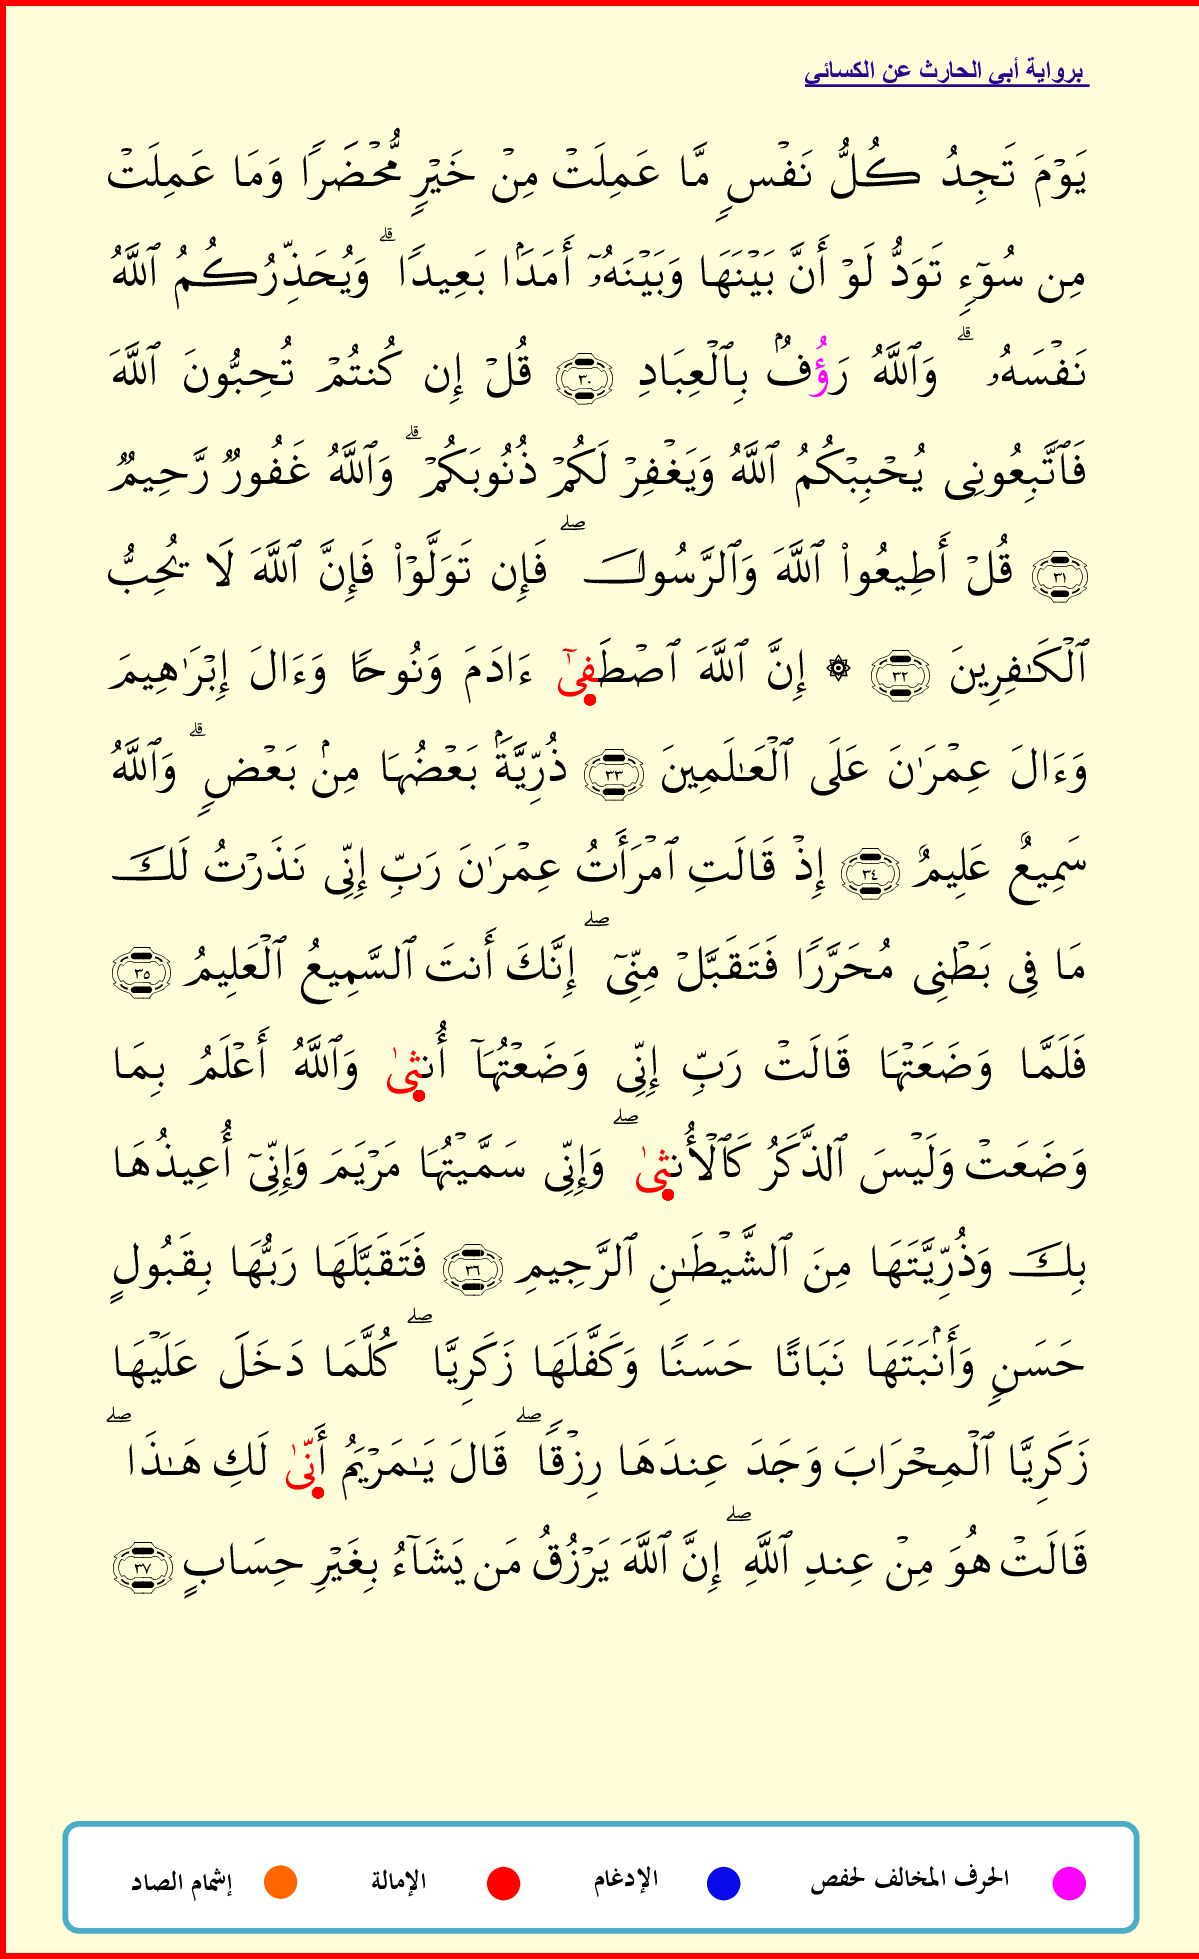 برواية أبي الحارث عن الكسائي
يَوْمَ تَجِدُ كُلُّ نَفْسٍ مَّا عَمِلَتْ مِنْ خَيْرٍ مُّحْضَرًا وَمَا عَمِلَتْ
مِن سُوٓءٍ تَوَدُّ لَوْ أَنَّ بَيْنَهَا وَبَيْنَهُۥٓ أَمَدَۢا بَعِيدًا ۗ وَيُحَذِّرُكُمُ ٱللَّهُ
نَفْسَهُۥ ۗ وَٱللَّهُ رَؤُفُۢ بِٱلْعِبَادِ ٣٠ قُلْ إِن كُنتُمْ تُحِبُّونَ ٱللَّهَ
فَٱتَّبِعُونِى يُحْبِبْكُمُ ٱللَّهُ وَيَغْفِرْ لَكُمْ ذُنُوبَكُمْ ۗ وَٱللَّهُ غَفُورٌ رَّحِيمٌ
٣١ قُلْ أَطِيعُوا۟ ٱللَّهَ وَٱلرَّسُولَ ۖ فَإِن تَوَلَّوْا۟ فَإِنَّ ٱللَّهَ لَا يُحِبُّ
ٱلْكَـٰفِرِينَ ٣٢ ۞ إِنَّ ٱللَّهَ ٱصْطَفِىٓ ءَادَمَ وَنُوحًا وَءَالَ إِبْرَٰهِيمَ
وَءَالَ عِمْرَٰنَ عَلَى ٱلْعَـٰلَمِينَ ٣٣ ذُرِّيَّةَۢ بَعْضُهَا مِنۢ بَعْضٍ ۗ وَٱللَّهُ
سَمِيعٌ عَلِيمٌ ٣٤ إِذْ قَالَتِ ٱمْرَأَتُ عِمْرَٰنَ رَبِّ إِنِّى نَذَرْتُ لَكَ
مَا فِى بَطْنِى مُحَرَّرًا فَتَقَبَّلْ مِنِّىٓ ۖ إِنَّكَ أَنتَ ٱلسَّمِيعُ ٱلْعَلِيمُ ٣٥
فَلَمَّا وَضَعَتْهَا قَالَتْ رَبِّ إِنِّى وَضَعْتُهَآ أُنثِىٰ وَٱللَّهُ أَعْلَمُ بِمَا
وَضَعَتْ وَلَيْسَ ٱلذَّكَرُ كَٱلْأُنثِىٰ ۖ وَإِنِّى سَمَّيْتُهَا مَرْيَمَ وَإِنِّىٓ أُعِيذُهَا
بِكَ وَذُرِّيَّتَهَا مِنَ ٱلشَّيْطَـٰنِ ٱلرَّجِيمِ ٣٦ فَتَقَبَّلَهَا رَبُّهَا بِقَبُولٍ
حَسَنٍ وَأَنۢبَتَهَا نَبَاتًا حَسَنًا وَكَفَّلَهَا زَكَرِيَّا ۖ كُلَّمَا دَخَلَ عَلَيْهَا
زَكَرِيَّا ٱلْمِحْرَابَ وَجَدَ عِندَهَا رِزْقًا ۖ قَالَ يَـٰمَرْيَمُ أَنِّىٰ لَكِ هَـٰذَا ۖ
قَالَتْ هُوَ مِنْ عِندِ ٱللَّهِ ۖ إِنَّ ٱللَّهَ يَرْزُقُ مَن يَشَآءُ بِغَيْرِ حِسَابٍ ٣٧
الحرف المخالف لحفص الإدغام الإمالة إشمام الصاد